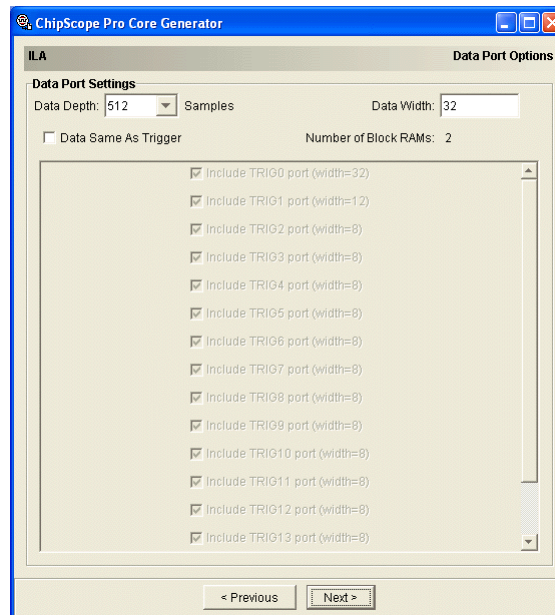 ChipScope Pro Core Generator
ILA Data Port Options
Data Port Settings
Data Depth: 512 Samples Data Width: 32
Data Same As Trigger Number of Block RAMs: 2
Include TRIG0 port (width=32)
Include TRIG1 port (width=12)
Include TRIG2 port (width=8)
Include TRIG3 port (width=8)
Include TRIG4 port (width=8)
Include TRIG5 port (width=8)
Include TRIG6 port (width=8)
Include TRIG7 port (width=8)
Include TRIG8 port (width=8)
Include TRIG9 port (width=8)
Include TRIG10 port (width=8)
Include TRIG11 port (width=8)
Include TRIG12 port (width=8)
Include TRIG13 port (width=8)
< Previous Next >